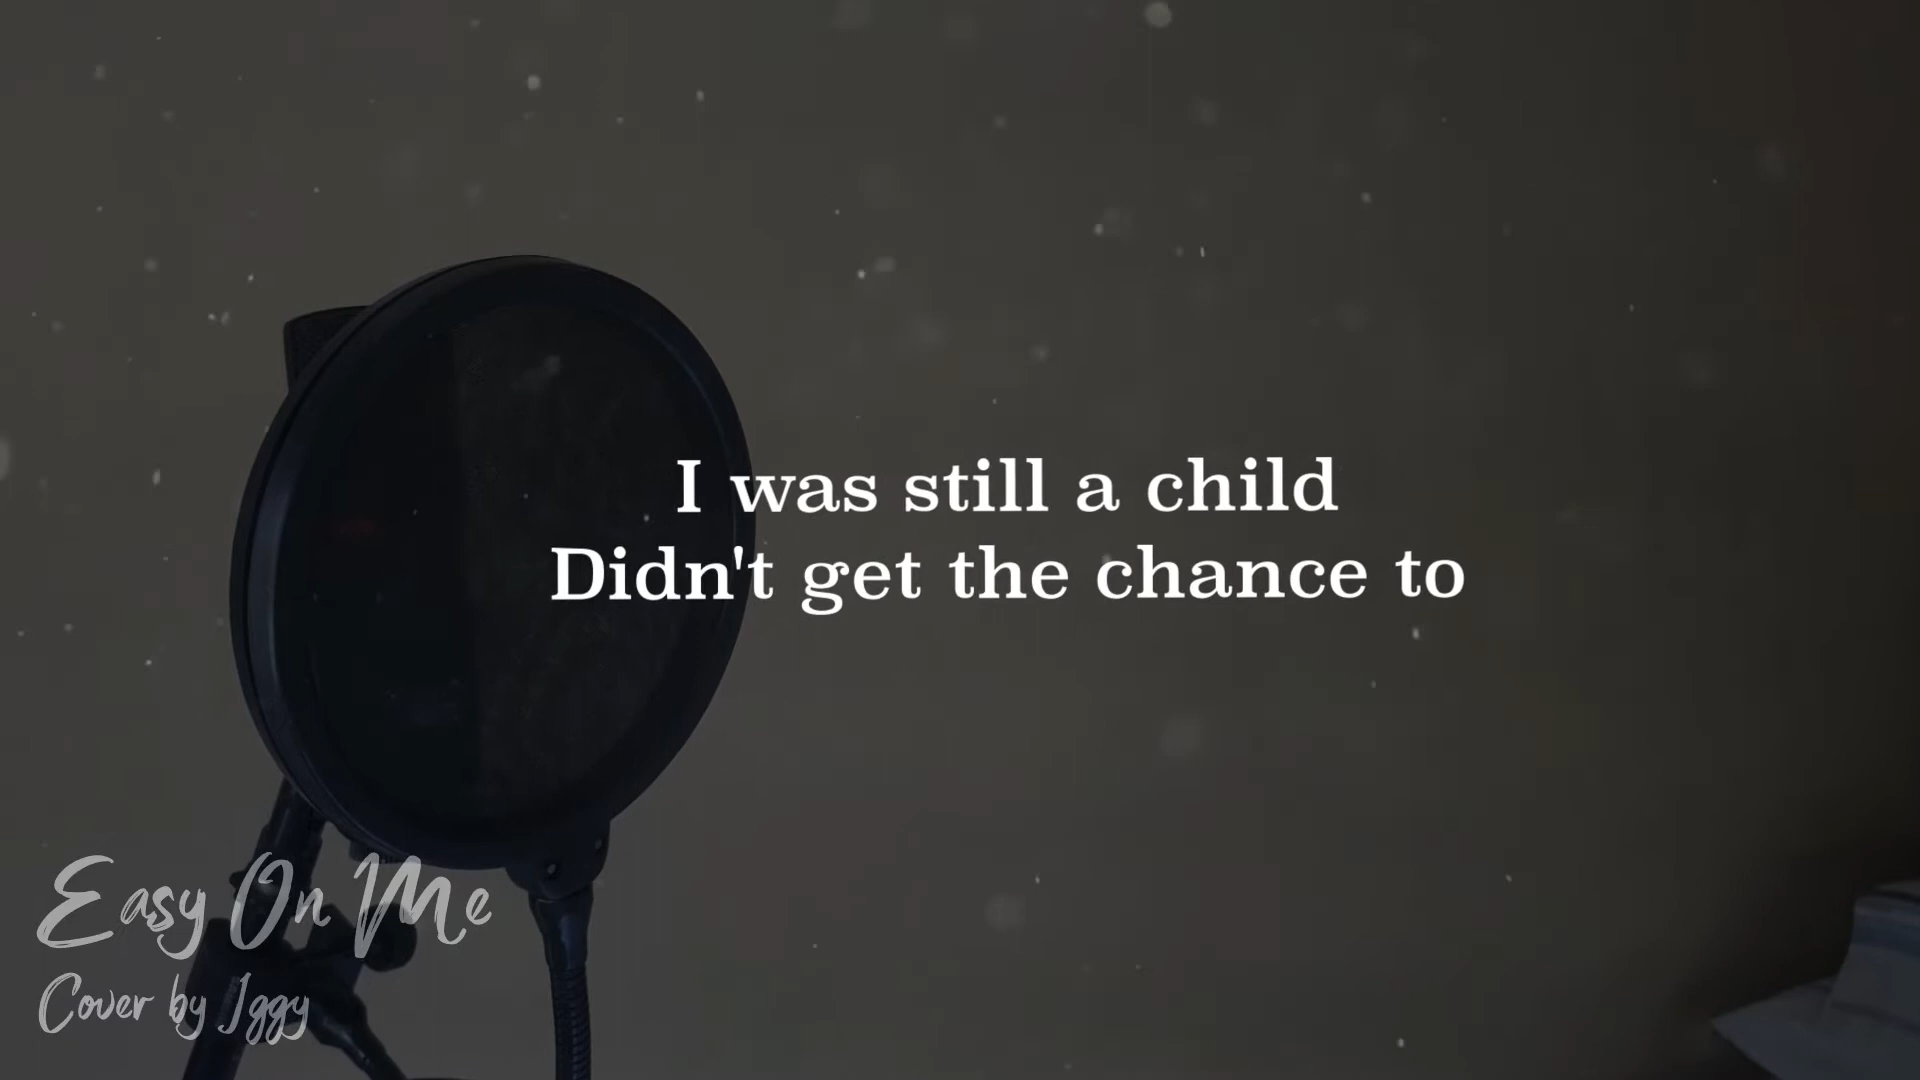 I was still a child
Didn't get the chance to
Easy On Me
Cover by Iggy